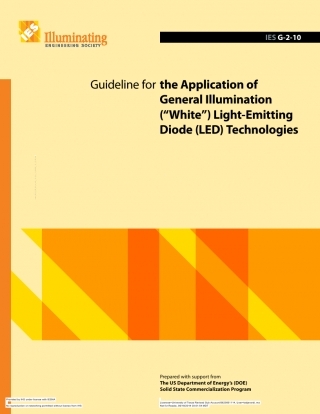 IES
Illuminating
ENGINEERING SOCIETY
IES G-2-10
Guideline for the Application of
General Illumination
("White") Light-Emitting
Diode (LED) Technologies
Prepared with support from
The US Department of Energy's (DOE)
Solid State Commercialization Program